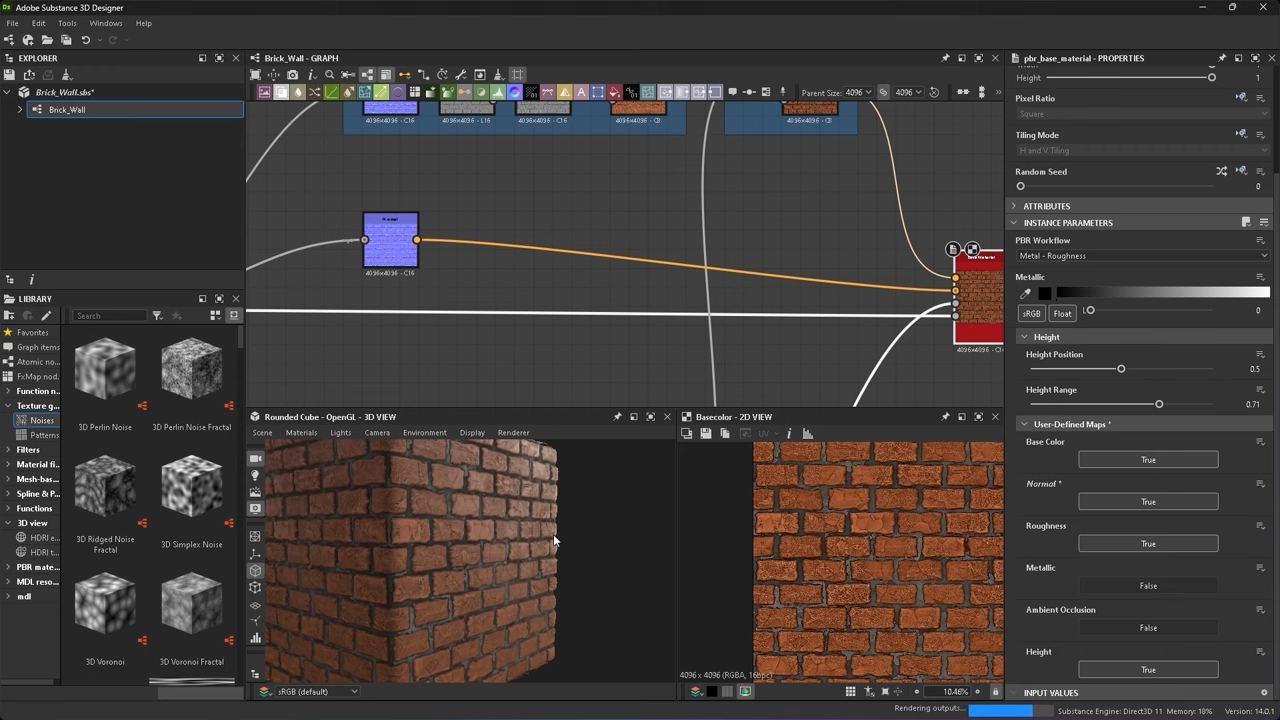 Adobe Substance 3D Designer
File Edit Tools Windows Help
EXPLORER
Brick_Wall.sbs*
Brick_Wall
LIBRARY
Search
Favorites
Graph items
Atomic no...
FxMap nod...
Function n...
Texture g...
Noises
Patterns
Filters
Material fi...
Mesh-bas...
Spline & P...
Functions
3D view
HDRI e...
HDRI t...
PBR mate...
MDL reso...
mdl
3D Perlin Noise
3D Perlin Noise Fractal
3D Ridged Noise Fractal
3D Simplex Noise
3D Voronoi
3D Voronoi Fractal
Brick_Wall - GRAPH
Parent Size: 4096 4096
4096x4096 - C16
4096x4096 - L16
4096x4096 - C16
4096x4096 - C8
4096x4096 - C8
4096x4096 - C16
Rounded Cube - OpenGL - 3D VIEW
Scene Materials Lights Camera Environment Display Renderer
sRGB (default)
Basecolor - 2D VIEW
UV
4096 x 4096 (RGBA, 16bpc)
10.46%
pbr_base_material - PROPERTIES
Height 1
Pixel Ratio
Square
Tiling Mode
H and V Tiling
Random Seed
0
ATTRIBUTES
INSTANCE PARAMETERS
PBR Workflow
Metal - Roughness
Metallic
sRGB Float L 0
Height
Height Position
0.5
Height Range
0.71
User-Defined Maps *
Base Color
True
Normal *
True
Roughness
True
Metallic
False
Ambient Occlusion
False
Height
True
INPUT VALUES
Rendering outputs... Substance Engine: Direct3D 11 Memory: 18% Version: 14.0.1